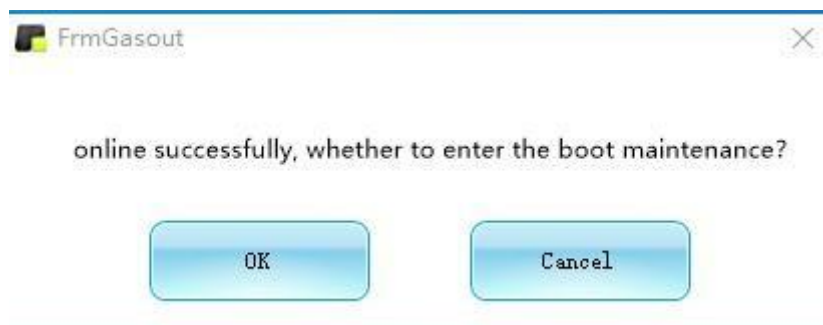 FrmGasout
online successfully, whether to enter the boot maintenance?
OK
Cancel